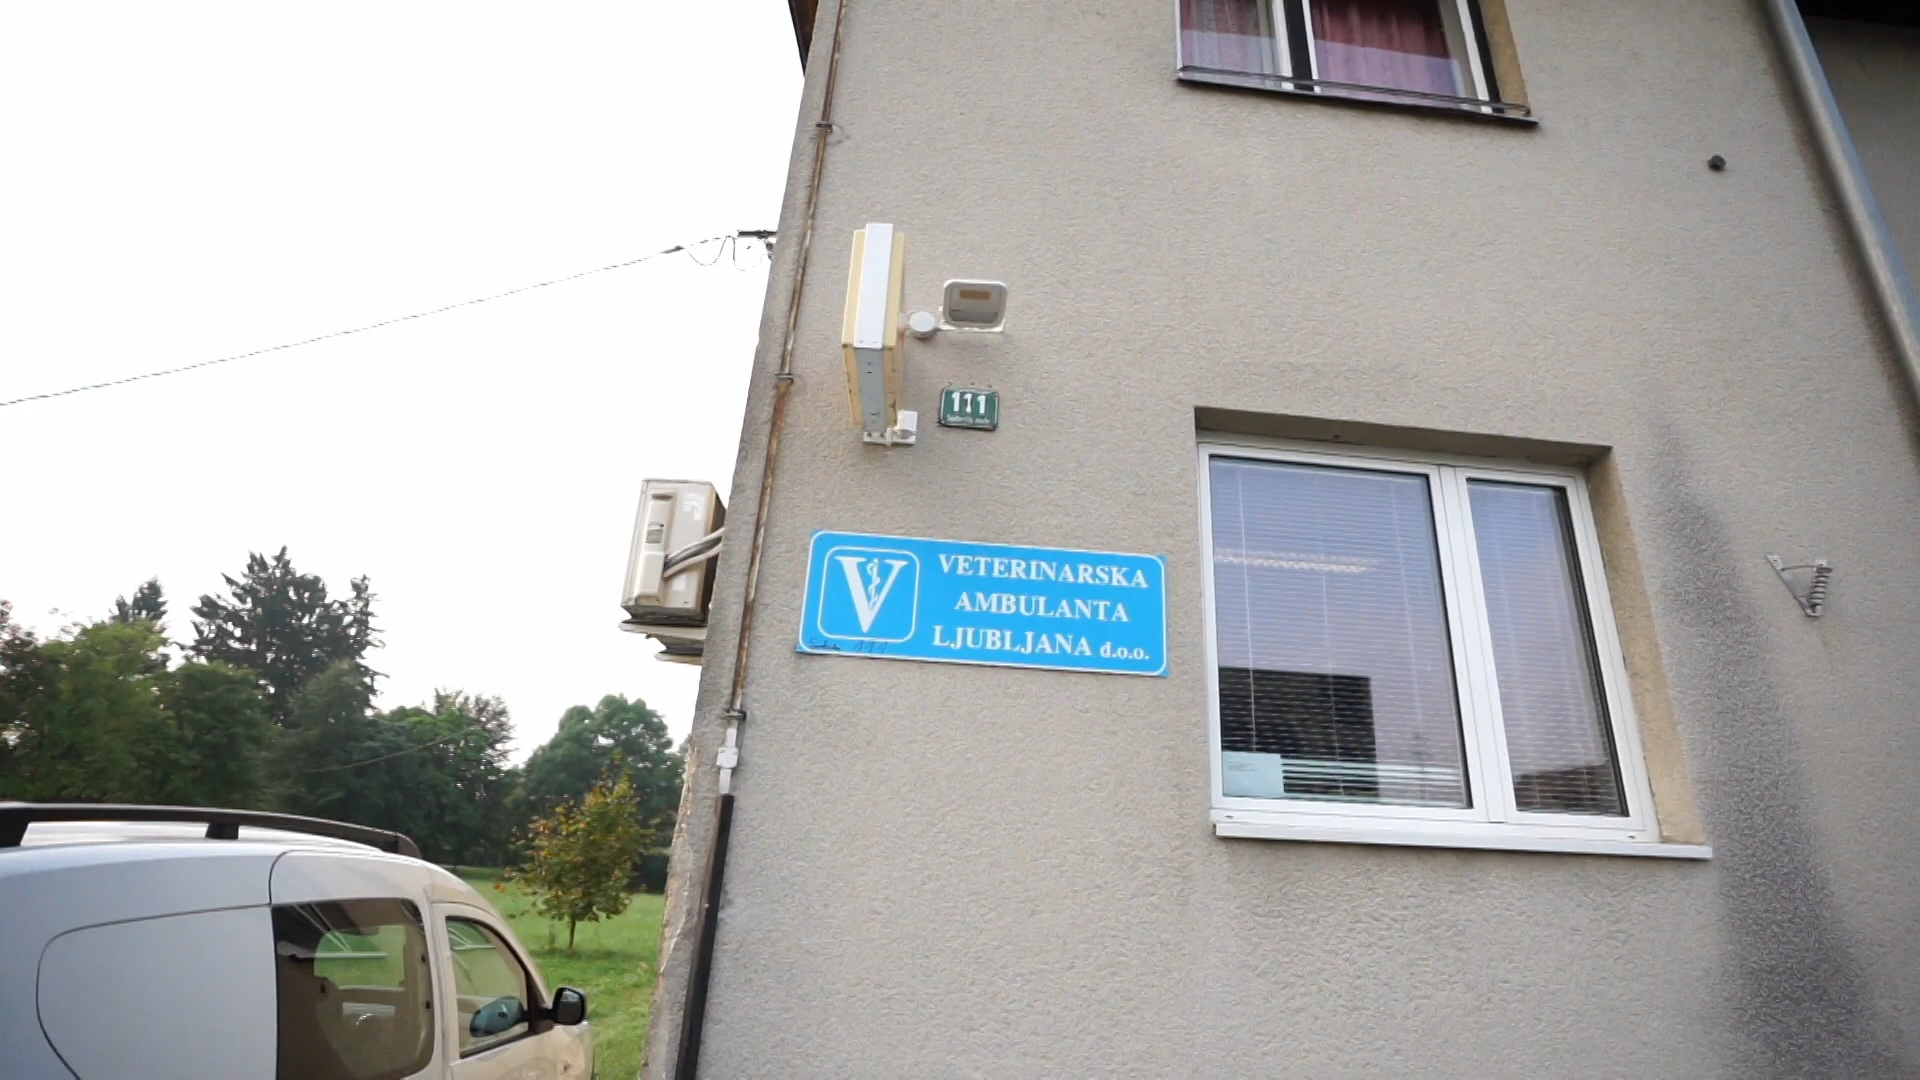 111
V
VETERINARSKA
AMBULANTA
LJUBLJANA d.o.o.